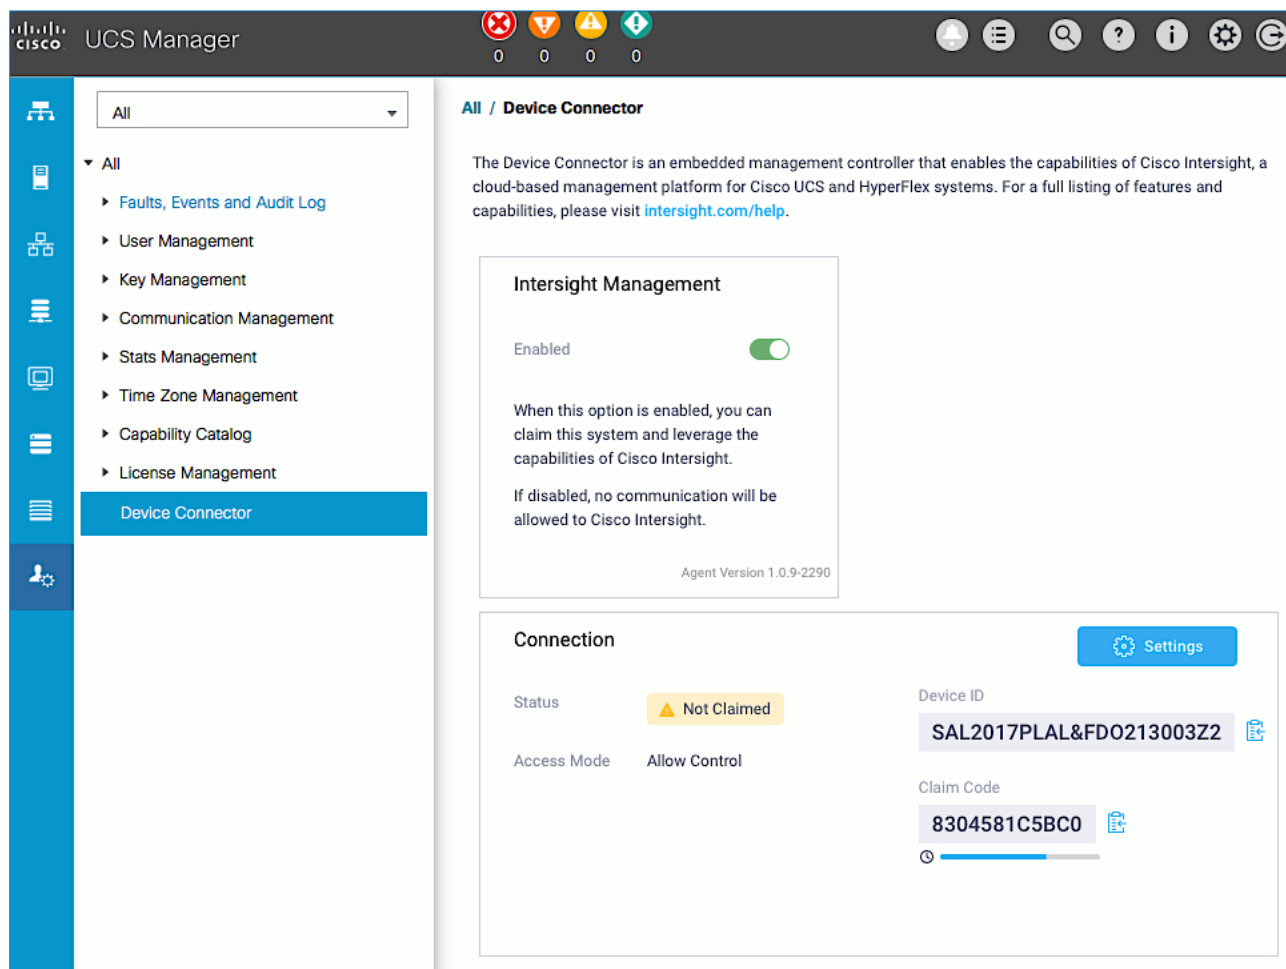 CISCO UCS Manager
0 0 0 0
All
All
Faults, Events and Audit Log
User Management
Key Management
Communication Management
Stats Management
Time Zone Management
Capability Catalog
License Management
Device Connector
All / Device Connector
The Device Connector is an embedded management controller that enables the capabilities of Cisco Intersight, a
cloud-based management platform for Cisco UCS and HyperFlex systems. For a full listing of features and
capabilities, please visit intersight.com/help.
Intersight Management
Enabled
When this option is enabled, you can
claim this system and leverage the
capabilities of Cisco Intersight.
If disabled, no communication will be
allowed to Cisco Intersight.
Agent Version 1.0.9-2290
Connection
Settings
Status Not Claimed
Access Mode Allow Control
Device ID
SAL2017PLAL&FDO213003Z2
Claim Code
8304581C5BC0